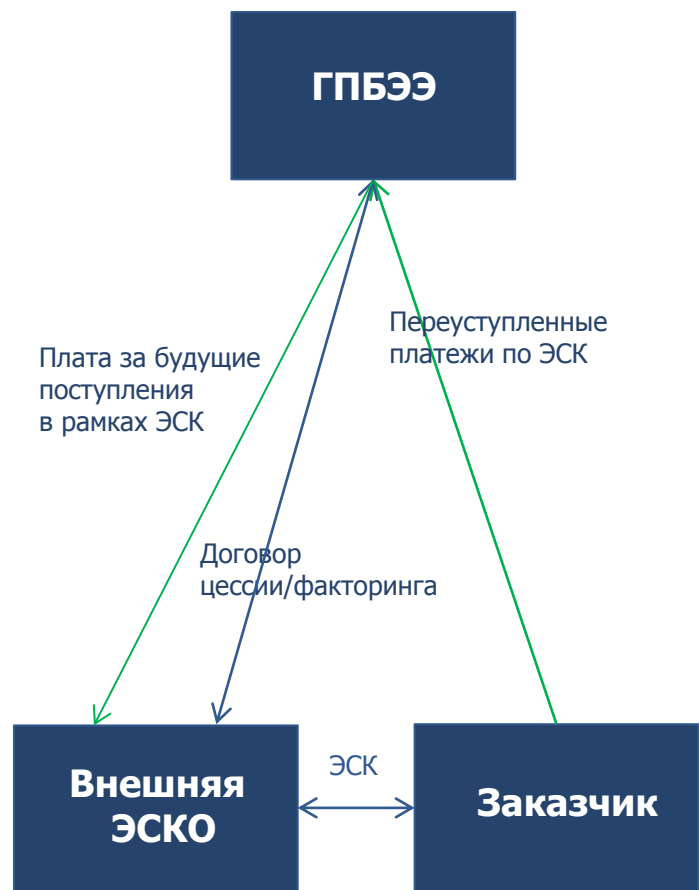 ГПБЭЭ
Переуступленные
платежи по ЭСК
Плата за будущие
поступления
в рамках ЭСК
Договор
цессии/факторинга
ЭСК
Внешняя
ЭСКО
Заказчик